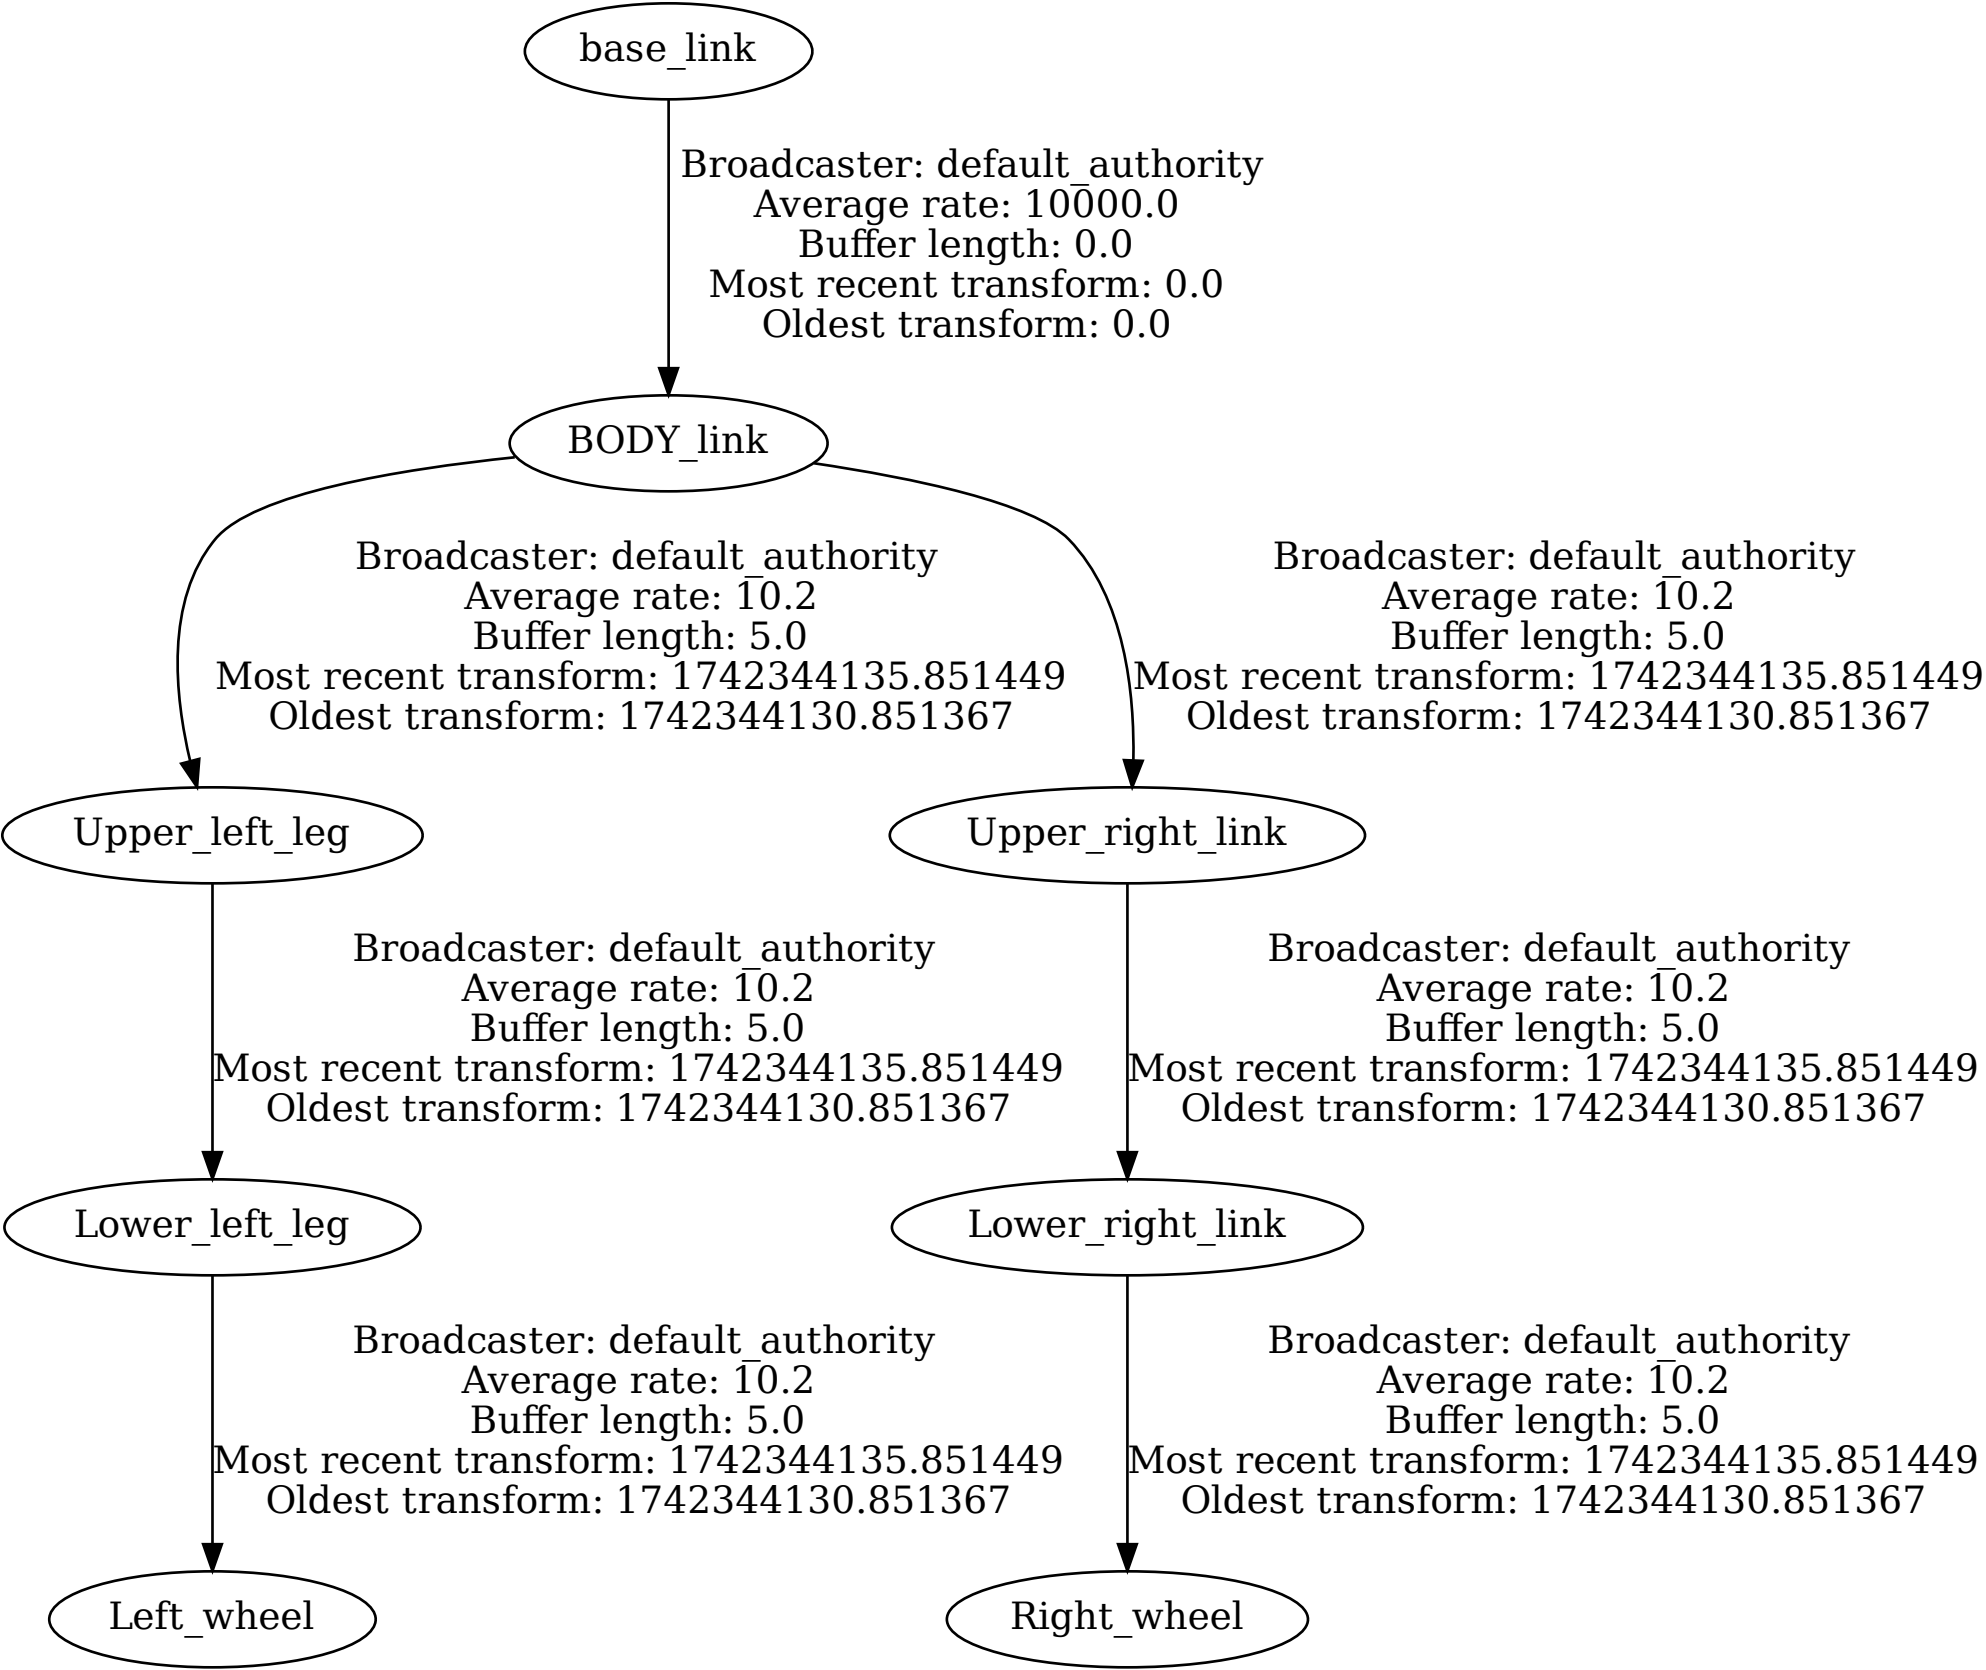 base_link
Broadcaster: default_authority
Average rate: 10000.0
Buffer length: 0.0
Most recent transform: 0.0
Oldest transform: 0.0
BODY_link
Broadcaster: default_authority
Average rate: 10.2
Buffer length: 5.0
Most recent transform: 1742344135.851449
Oldest transform: 1742344130.851367
Broadcaster: default_authority
Average rate: 10.2
Buffer length: 5.0
Most recent transform: 1742344135.851449
Oldest transform: 1742344130.851367
Upper_left_leg
Upper_right_link
Broadcaster: default_authority
Average rate: 10.2
Buffer length: 5.0
Most recent transform: 1742344135.851449
Oldest transform: 1742344130.851367
Broadcaster: default_authority
Average rate: 10.2
Buffer length: 5.0
Most recent transform: 1742344135.851449
Oldest transform: 1742344130.851367
Lower_left_leg
Lower_right_link
Broadcaster: default_authority
Average rate: 10.2
Buffer length: 5.0
Most recent transform: 1742344135.851449
Oldest transform: 1742344130.851367
Broadcaster: default_authority
Average rate: 10.2
Buffer length: 5.0
Most recent transform: 1742344135.851449
Oldest transform: 1742344130.851367
Left_wheel
Right_wheel